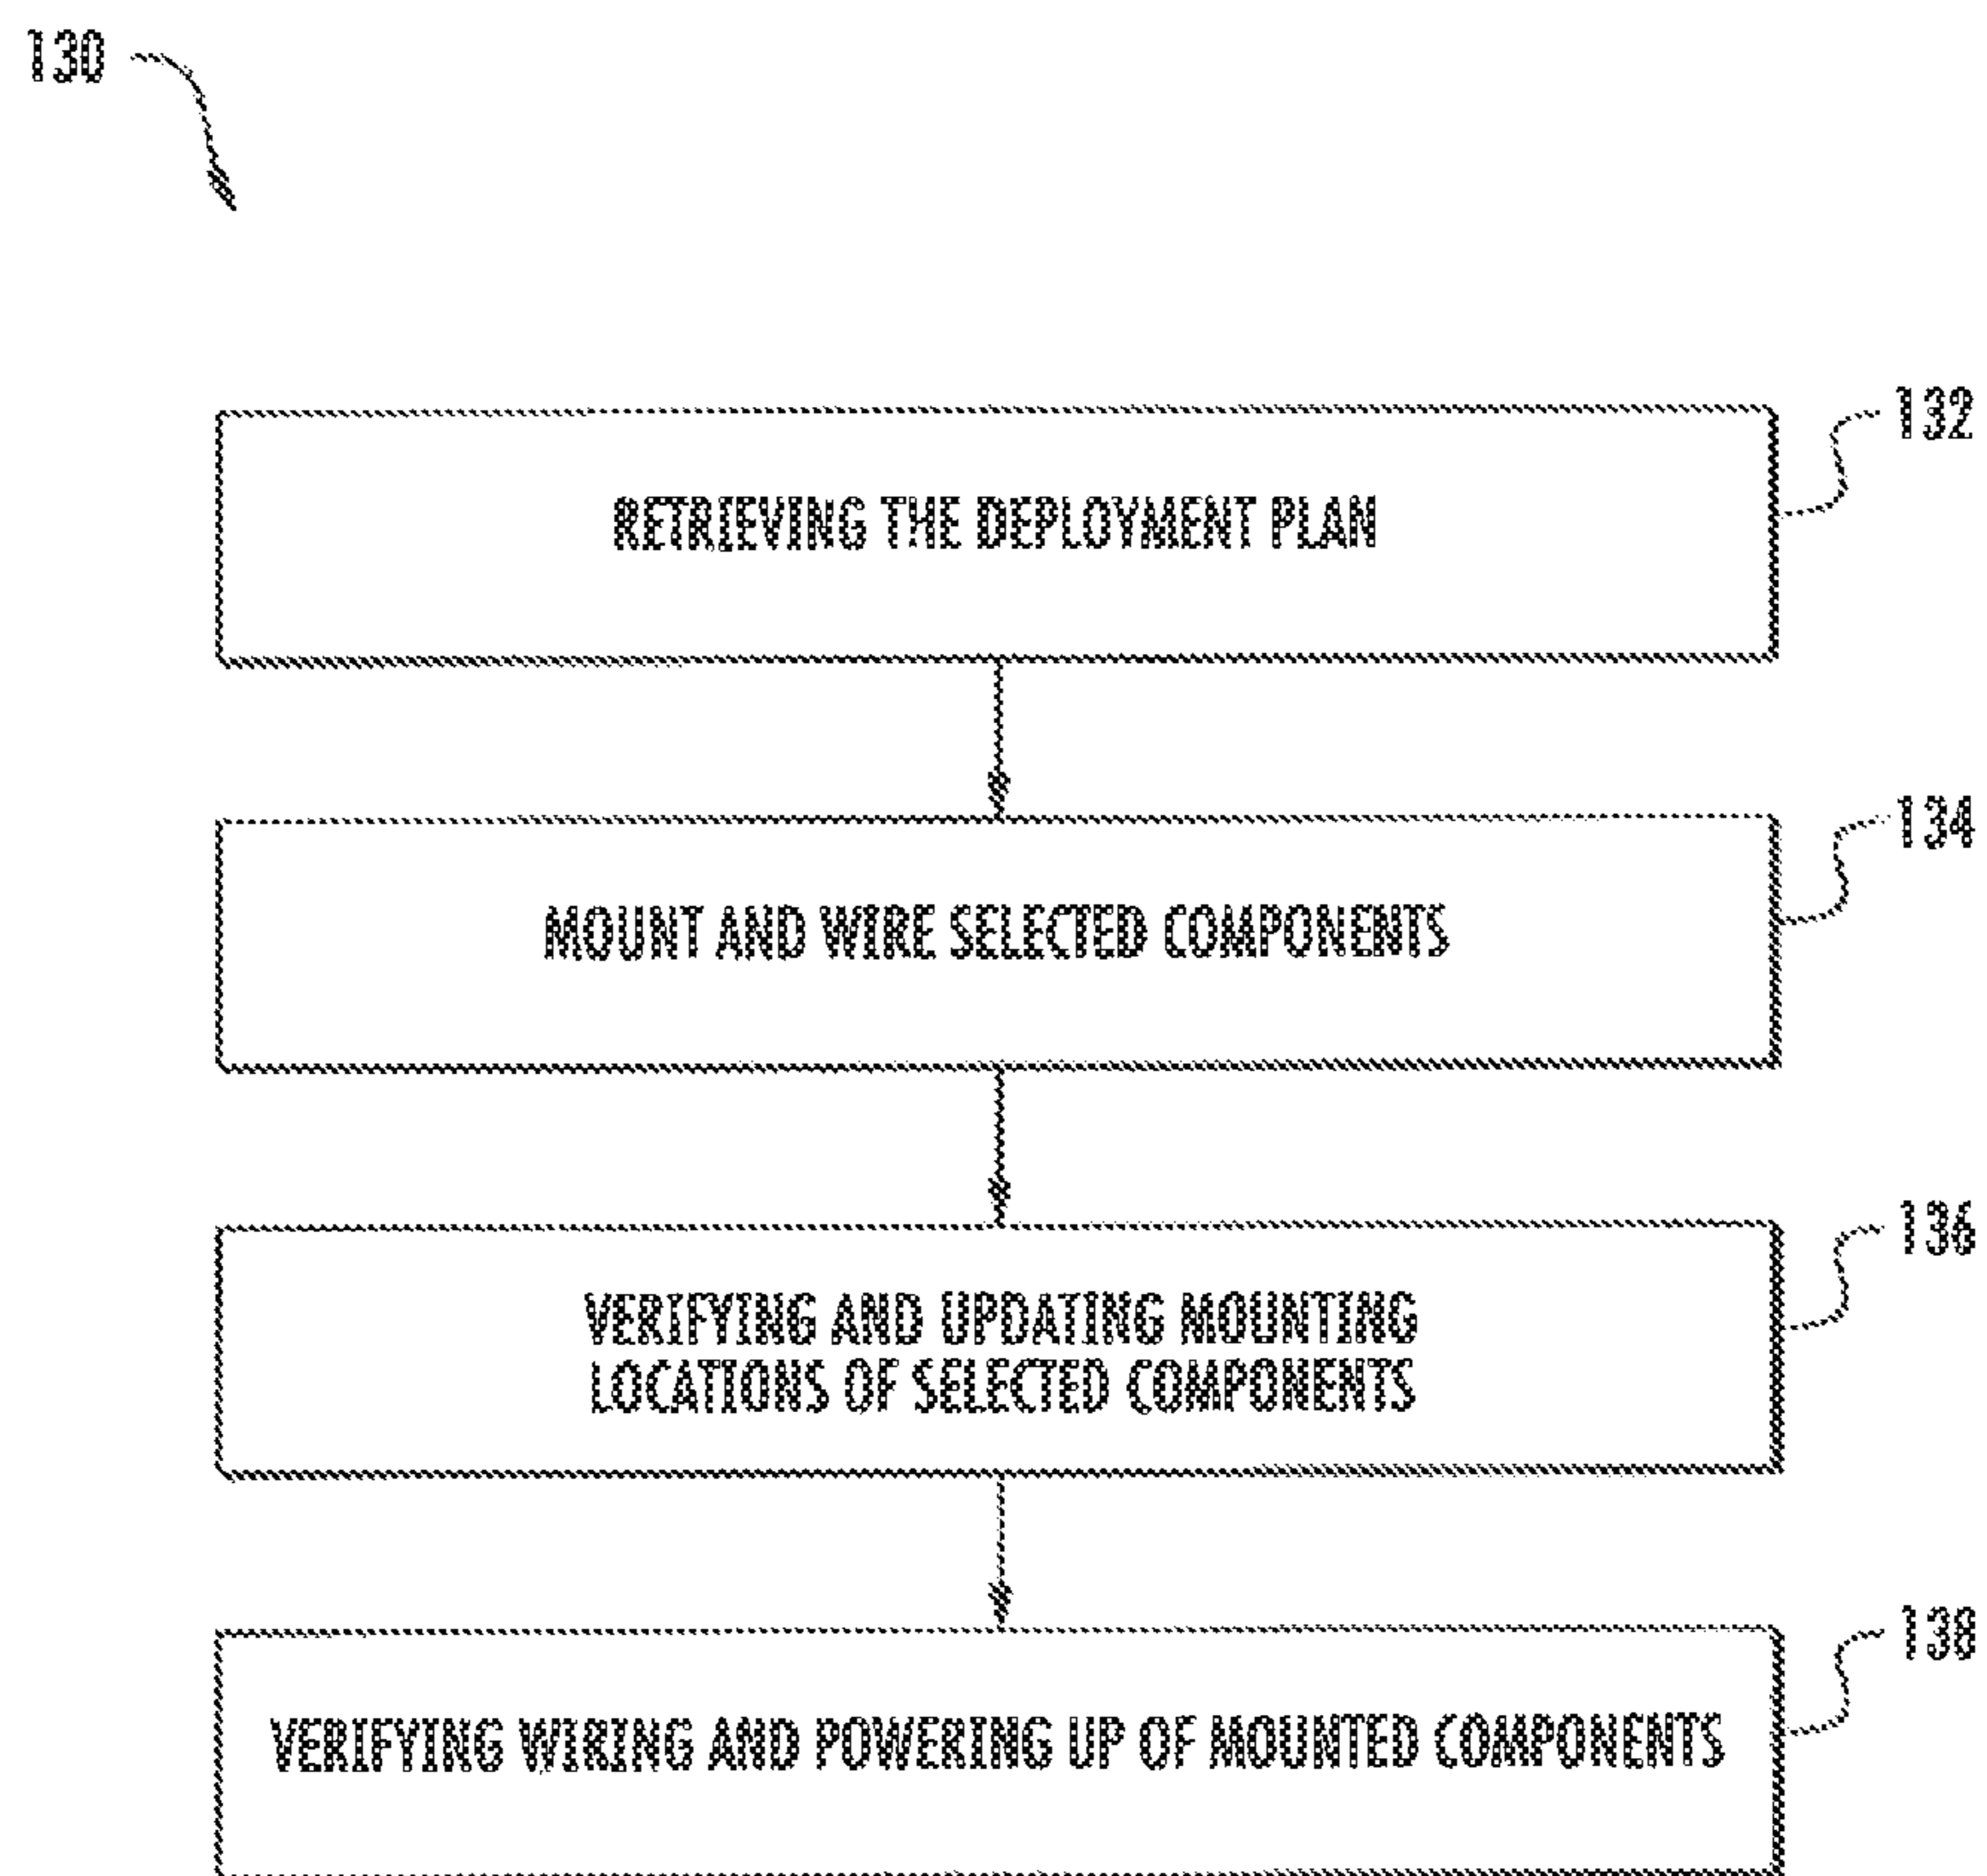 130
132
RETRIEVING THE DEPLOYMENT PLAN
134
MOUNT AND WIRE SELECTED COMPONENTS
136
VERIFYING AND UPDATING MOUNTING
LOCATIONS OF SELECTED COMPONENTS
138
VERIFYING WIRING AND POWERING UP OF MOUNTED COMPONENTS